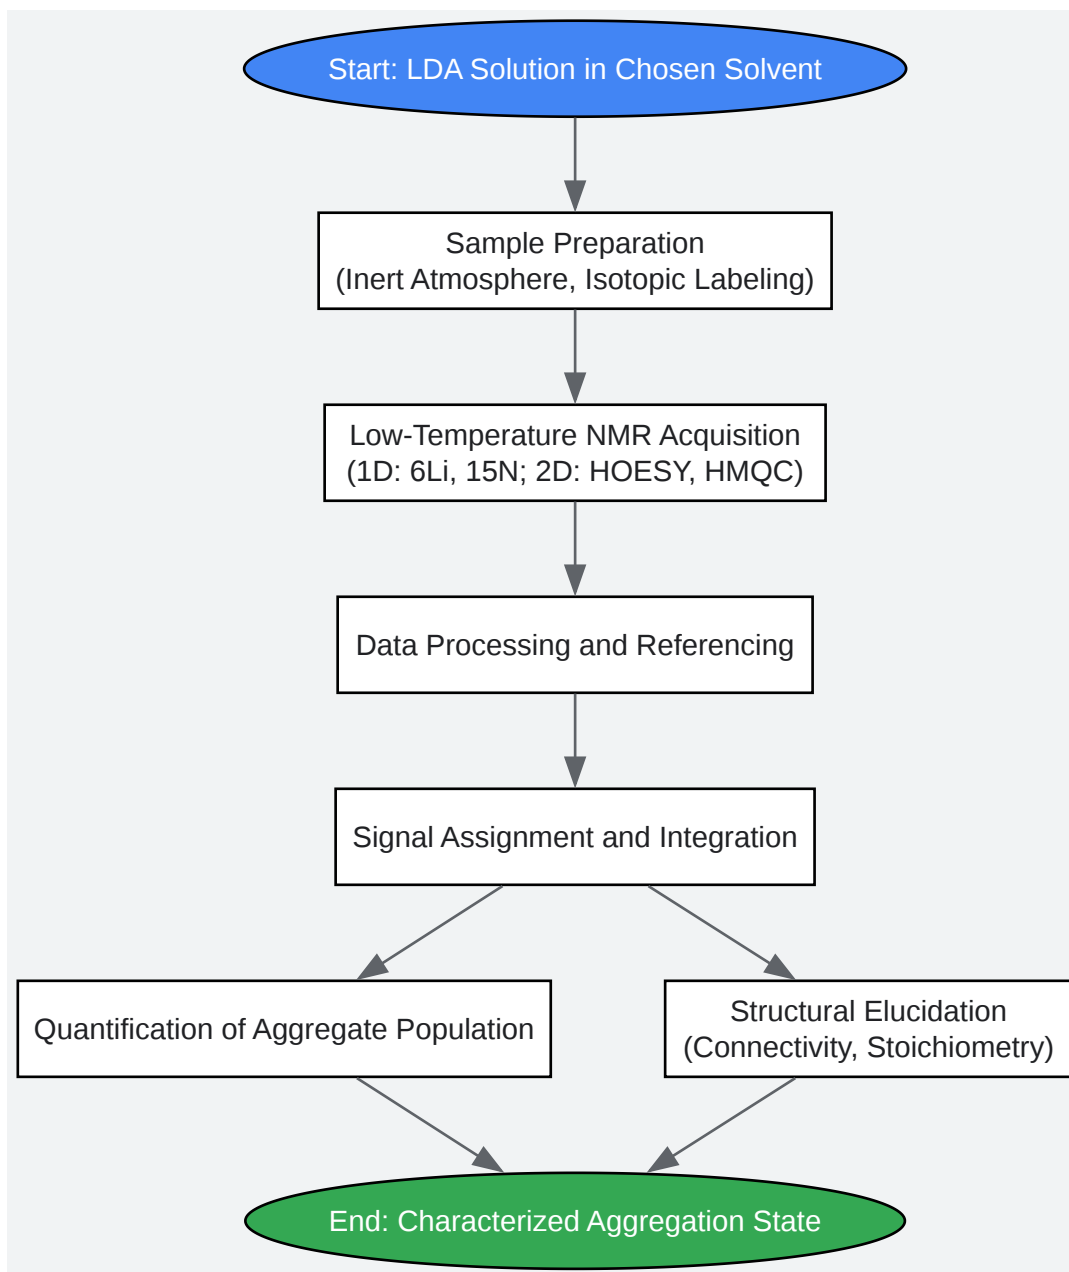 Start: LDA Solution in Chosen Solvent
Sample Preparation
(Inert Atmosphere, Isotopic Labeling)
Low-Temperature NMR Acquisition
(1D: 6Li, 15N; 2D: HOESY, HMQC)
Data Processing and Referencing
Signal Assignment and Integration
Quantification of Aggregate Population
Structural Elucidation
(Connectivity, Stoichiometry)
End: Characterized Aggregation State